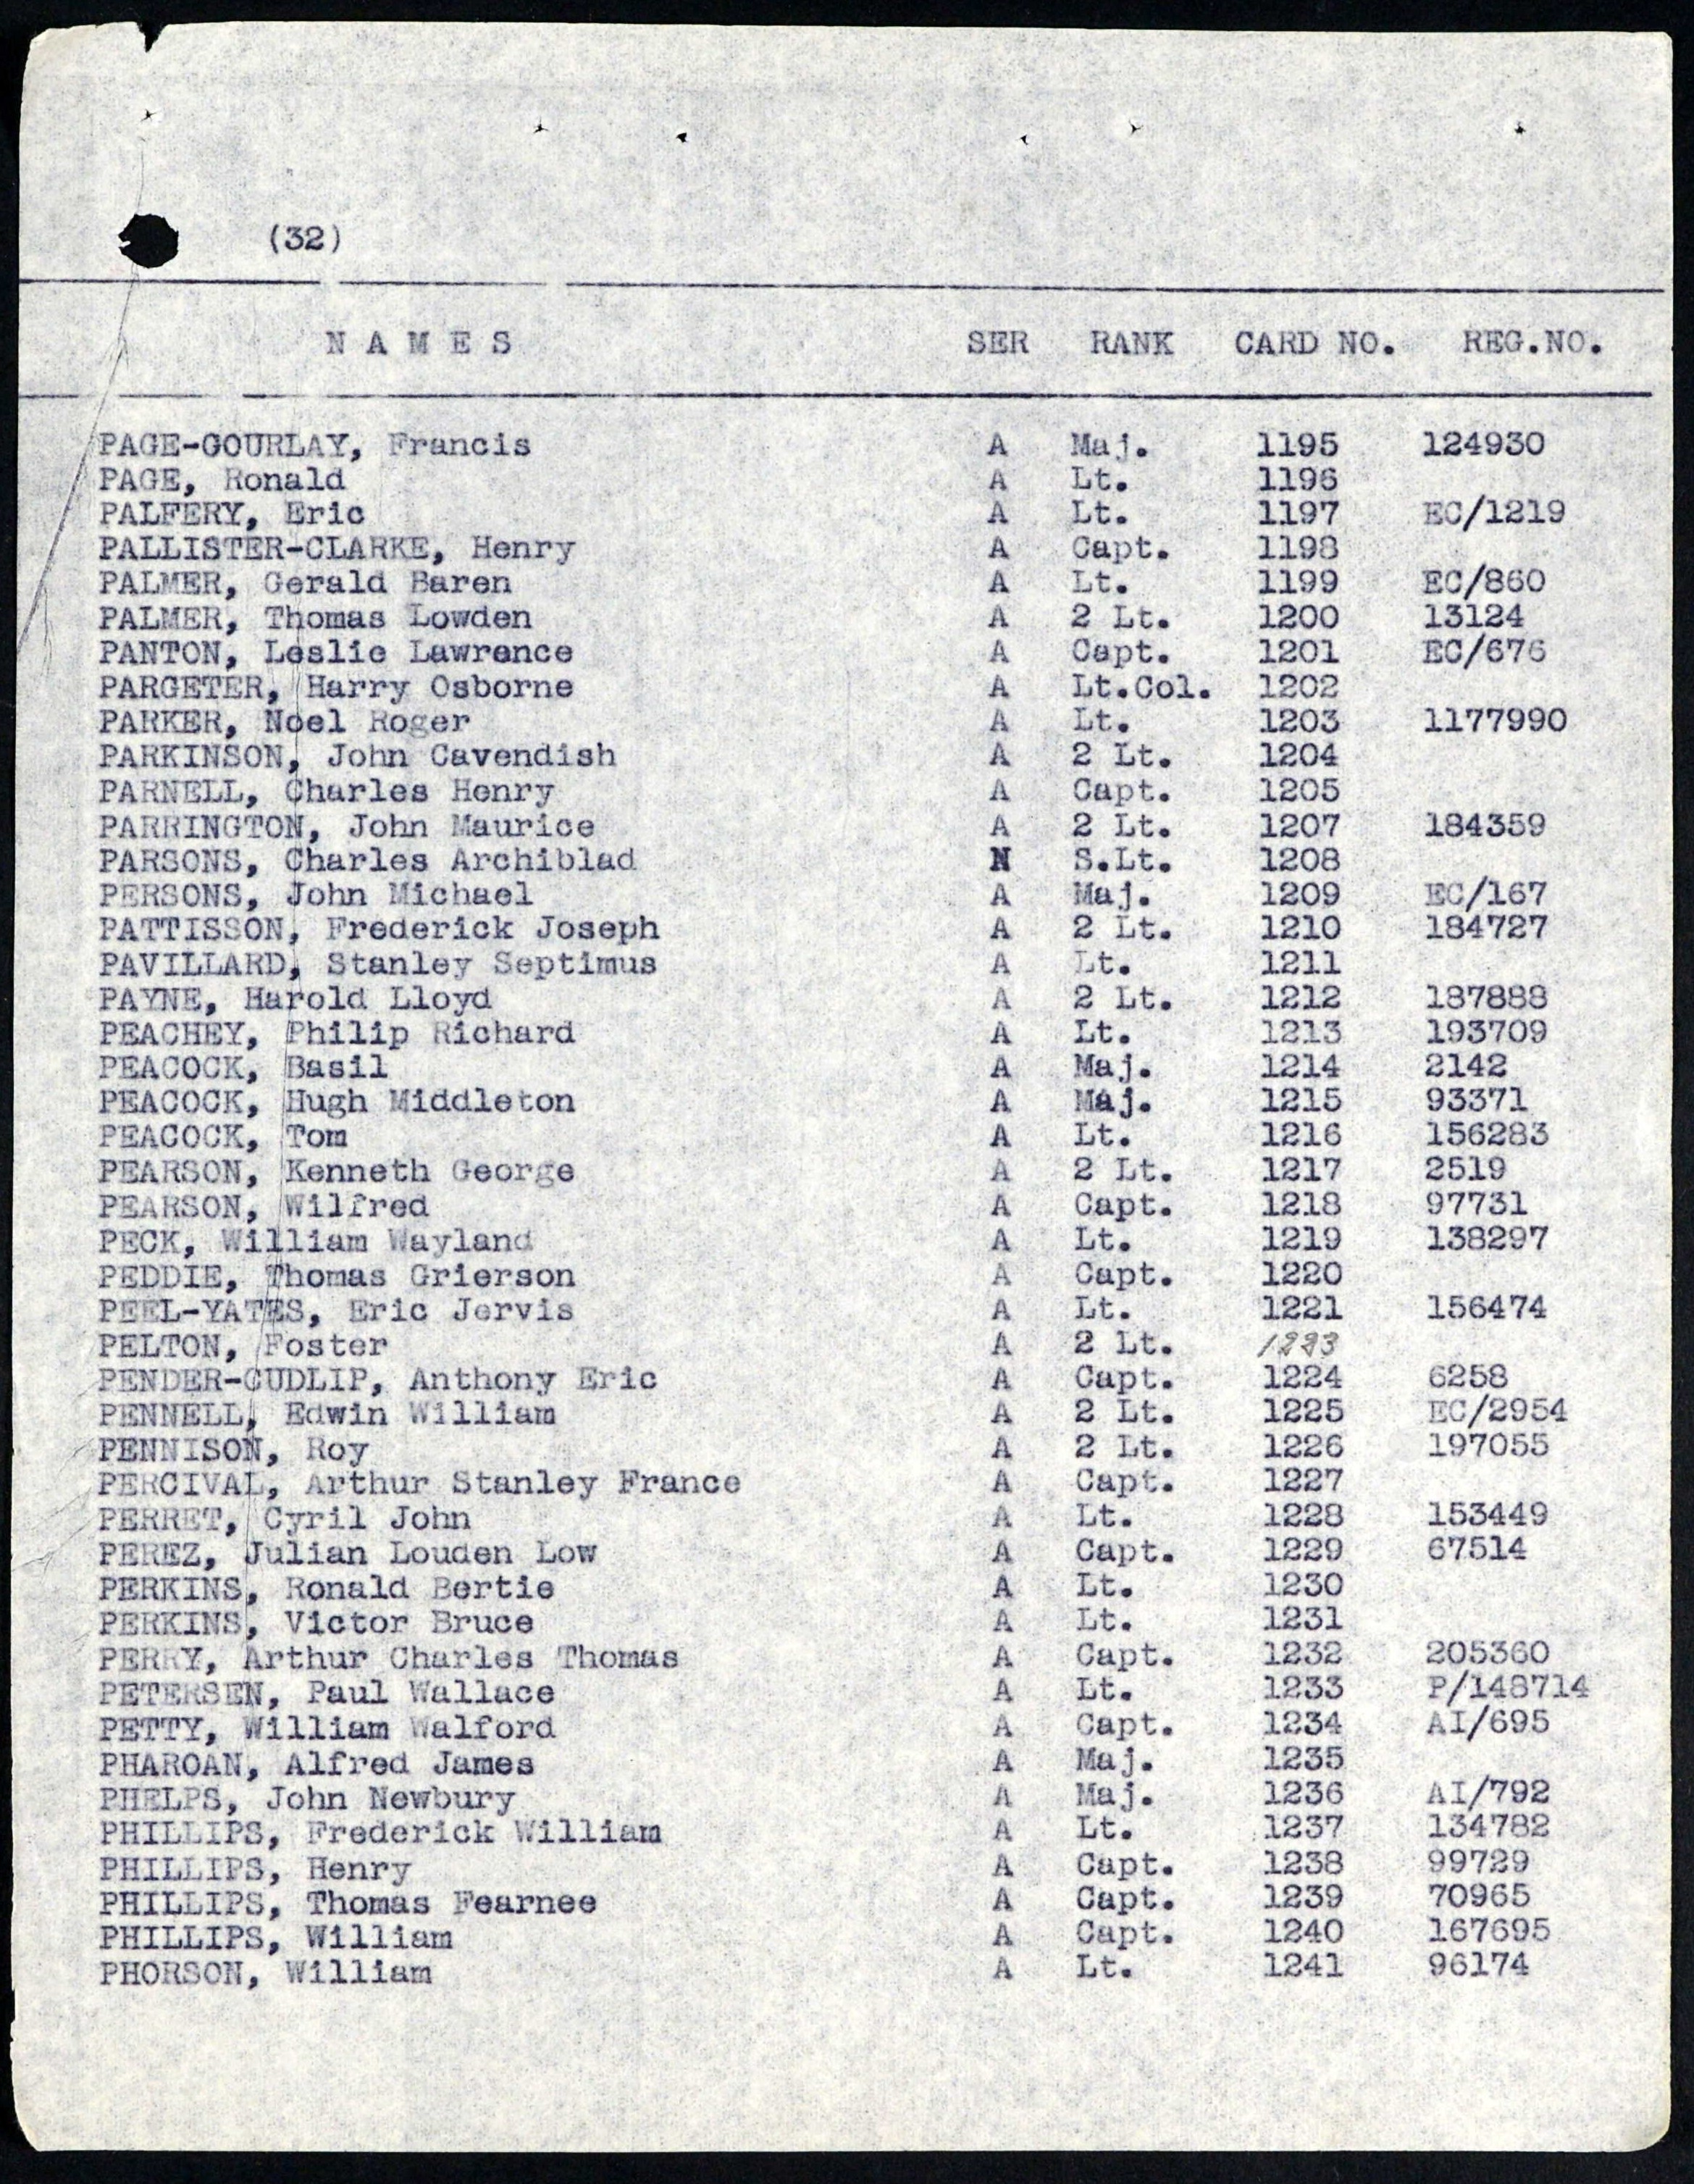 (32)
N A M E S SER RANK CARD NO. REG.NO.
PAGE-GOURLAY, Francis A Maj. 1195 124930
PAGE, Ronald A Lt. 1196
PALFERY, Eric A Lt. 1197 EC/1219
PALLISTER-CLARKE, Henry A Capt. 1198
PALMER, Gerald Baren A Lt. 1199 EC/860
PALMER, Thomas Lowden A 2 Lt. 1200 13124
PANTON, Leslie Lawrence A Capt. 1201 EC/676
PARGETER, Harry Osborne A Lt.Col. 1202
PARKER, Noel Roger A Lt. 1203 1177990
PARKINSON, John Cavendish A 2 Lt. 1204
PARNELL, Charles Henry A Capt. 1205
PARRINGTON, John Maurice A 2 Lt. 1207 184359
PARSONS, Charles Archiblad N S.Lt. 1208
PERSONS, John Michael A Maj. 1209 EC/167
PATTISSON, Frederick Joseph A 2 Lt. 1210 184727
PAVILLARD, Stanley Septimus A Lt. 1211
PAYNE, Harold Lloyd A 2 Lt. 1212 187888
PEACHEY, Philip Richard A Lt. 1213 193709
PEACOCK, Basil A Maj. 1214 2142
PEACOCK, Hugh Middleton A Maj. 1215 93371
PEACOCK, Tom A Lt. 1216 156283
PEARSON, Kenneth George A 2 Lt. 1217 2519
PEARSON, Wilfred A Capt. 1218 97731
PECK, William Wayland A Lt. 1219 138297
PEDDIE, Thomas Grierson A Capt. 1220
PEEL-YATES, Eric Jervis A Lt. 1221 156474
PELTON, Foster A 2 Lt. 1223
PENDER-CUDLIP, Anthony Eric A Capt. 1224 6258
PENNELL, Edwin William A 2 Lt. 1225 EC/2954
PENNISON, Roy A 2 Lt. 1226 197055
PERCIVAL, Arthur Stanley France A Capt. 1227
PERRET, Cyril John A Lt. 1228 153449
PEREZ, Julian Louden Low A Capt. 1229 67514
PERKINS, Ronald Bertie A Lt. 1230
PERKINS, Victor Bruce A Lt. 1231
PERRY, Arthur Charles Thomas A Capt. 1232 205360
PETERSEN, Paul Wallace A Lt. 1233 P/148714
PETTY, William Walford A Capt. 1234 AI/695
PHAROAN, Alfred James A Maj. 1235
PHELPS, John Newbury A Maj. 1236 AI/792
PHILLIPS, Frederick William A Lt. 1237 134782
PHILLIPS, Henry A Capt. 1238 99729
PHILLIPS, Thomas Fearnee A Capt. 1239 70965
PHILLIPS, William A Capt. 1240 167695
PHORSON, William A Lt. 1241 96174